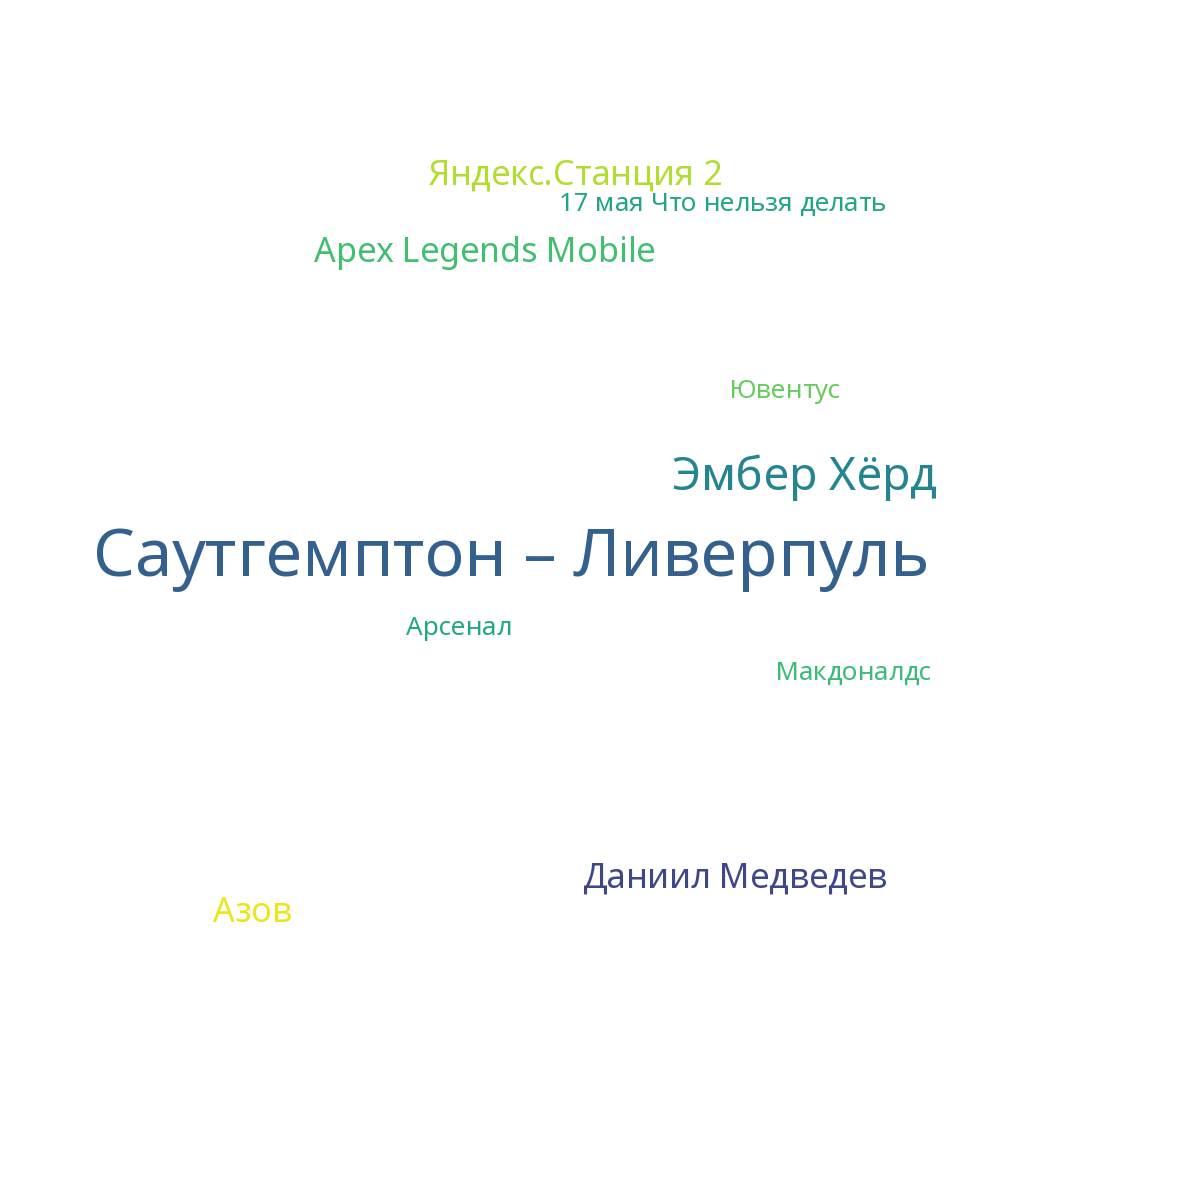 Яндекс.Станция 2
17 мая Что нельзя делать
Apex Legends Mobile
Ювентус
Эмбер Хёрд
Саутгемптон – Ливерпуль
Арсенал
Макдоналдс
Даниил Медведев
Азов